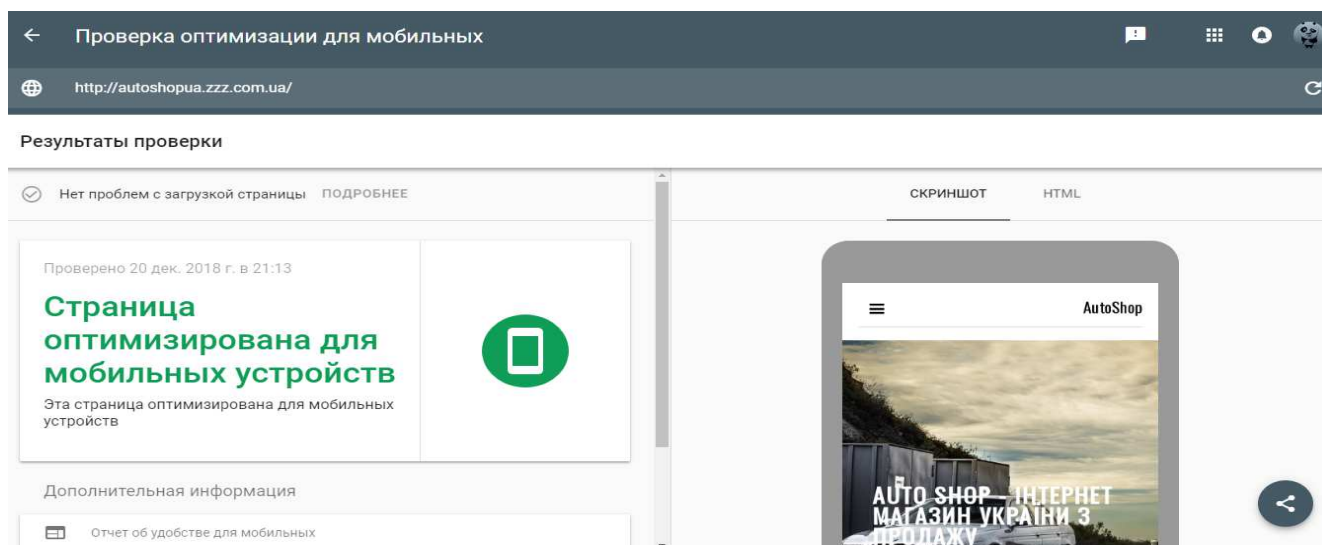 Проверка оптимизации для мобильных
http://autoshopua.zzz.com.ua/
Результаты проверки
Нет проблем с загрузкой страницы ПОДРОБНЕЕ
Проверено 20 дек. 2018 г. в 21:13
Страница
оптимизирована для
мобильных устройств
Эта страница оптимизирована для мобильных
устройств
Дополнительная информация
Отчет об удобстве для мобильных
СКРИНШОТ HTML
AutoShop
AUTO SHOP - ІНТЕРНЕТ
МАГАЗИН УКРАЇНИ З
ПРОДАЖУ